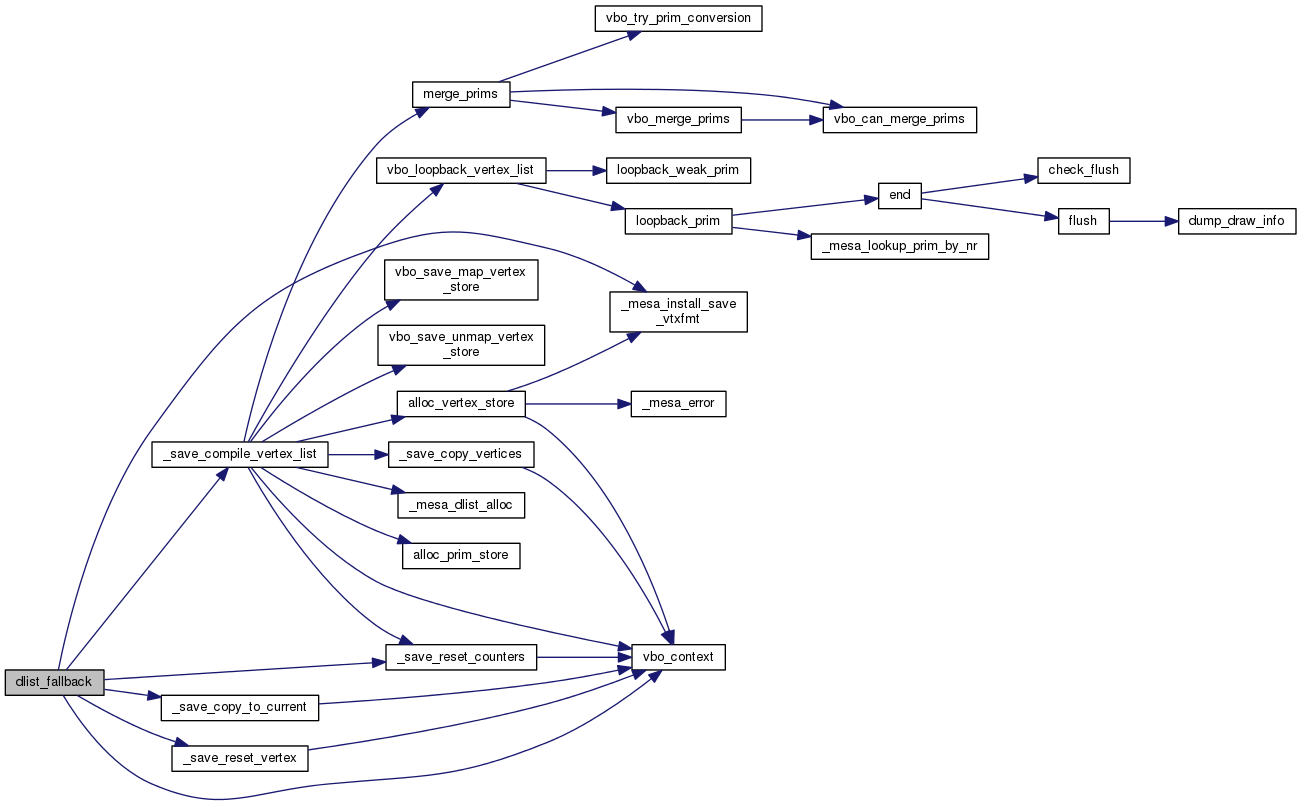 vbo_try_prim_conversion
merge_prims
vbo_merge_prims
vbo_can_merge_prims
vbo_loopback_vertex_list
loopback_weak_prim
check_flush
end
loopback_prim
flush
dump_draw_info
_mesa_lookup_prim_by_nr
vbo_save_map_vertex
_store
_mesa_install_save
_vtxfmt
vbo_save_unmap_vertex
_store
alloc_vertex_store
_mesa_error
_save_compile_vertex_list
_save_copy_vertices
_mesa_dlist_alloc
alloc_prim_store
_save_reset_counters
vbo_context
dlist_fallback
_save_copy_to_current
_save_reset_vertex